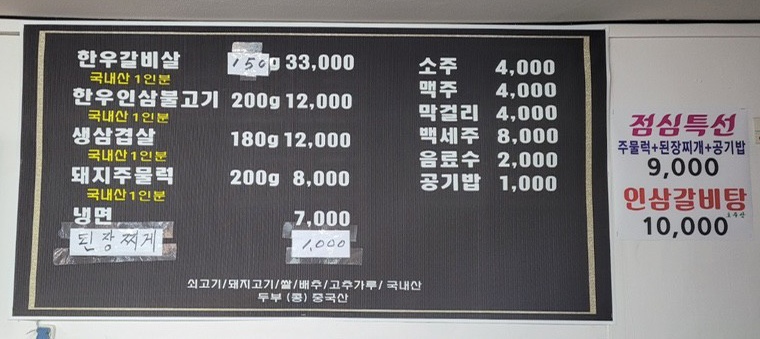 한우갈비살 150g 33,000
국내산 1인분
한우인삼불고기 200g 12,000
국내산 1인분
생삼겹살 180g 12,000
국내산 1인분
돼지주물럭 200g 8,000
국내산 1인분
냉면 7,000
된장찌게 1,000
소주 4,000
맥주 4,000
막걸리 4,000
백세주 8,000
음료수 2,000
공기밥 1,000
쇠고기/돼지고기/쌀/배추/고추가루/ 국내산
두부 (콩) 중국산
점심특선
주물럭+된장찌개+공기밥
9,000
인삼갈비탕
10,000